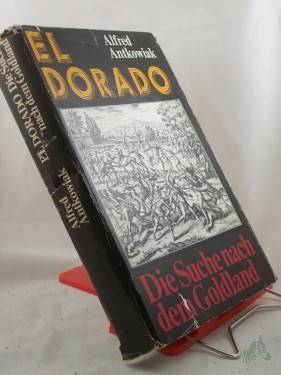 EL DORADO Die Suche
nach dem Goldland
Alfred
Antkowiak
EL
DORADO
Alfred
Antkowiak
Die Suche nach
dem Goldland